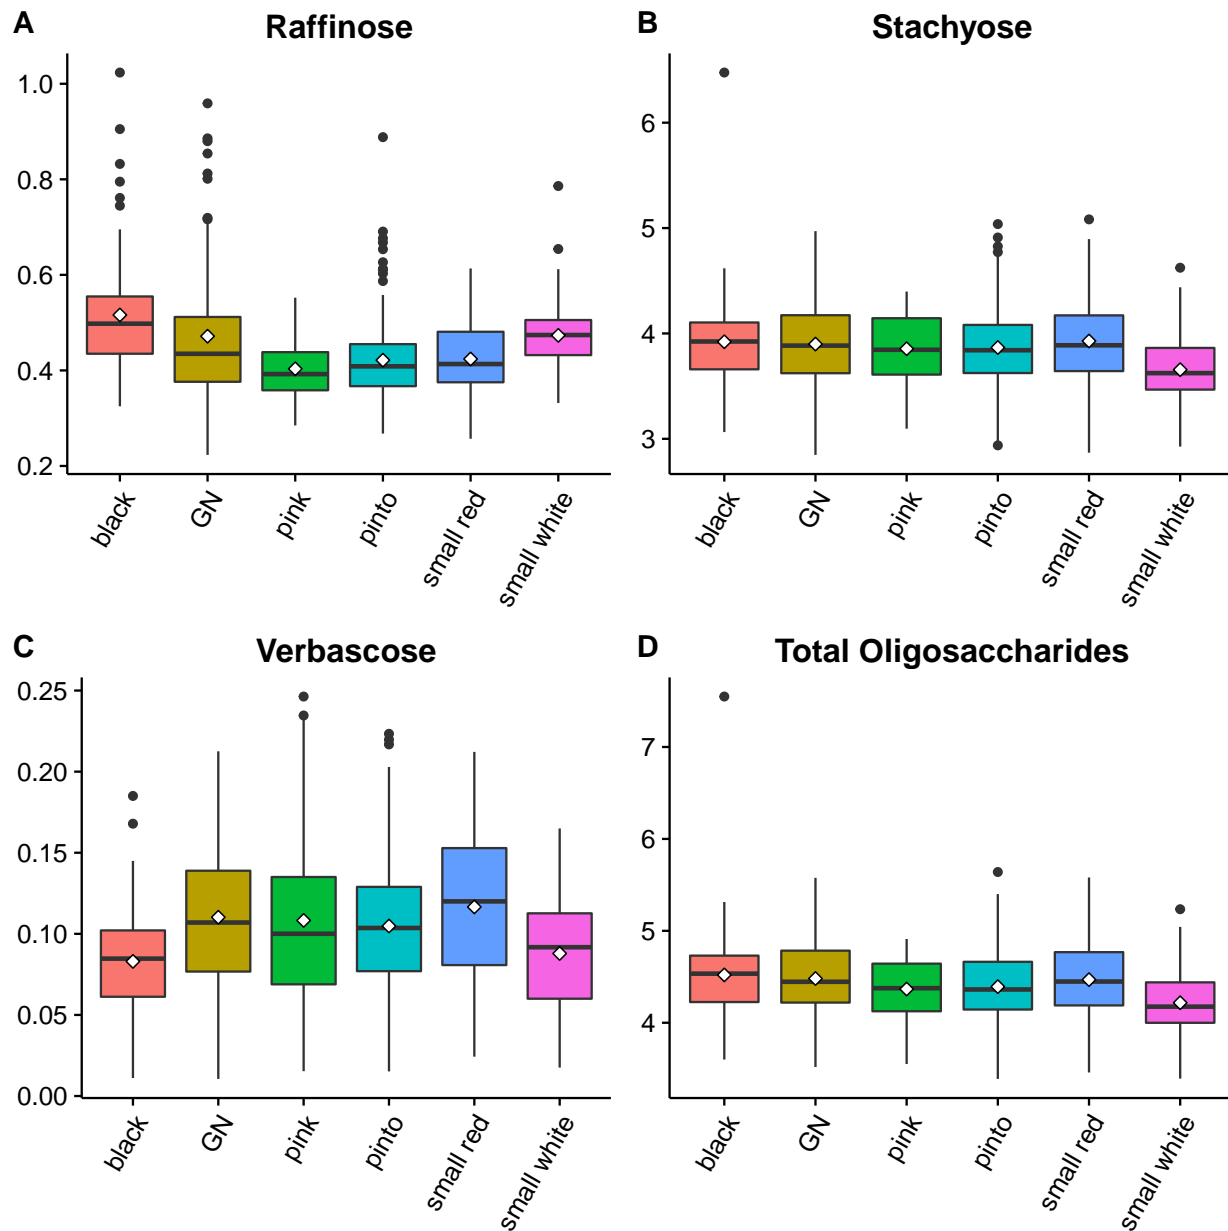 A Raffinose
1.0
0.8
0.6
0.4
0.2
black GN pink pinto small red small white
B Stachyose
6
5
4
3
black GN pink pinto small red small white
C Verbascose
0.25
0.20
0.15
0.10
0.05
0.00
black GN pink pinto small red small white
D Total Oligosaccharides
7
6
5
4
black GN pink pinto small red small white